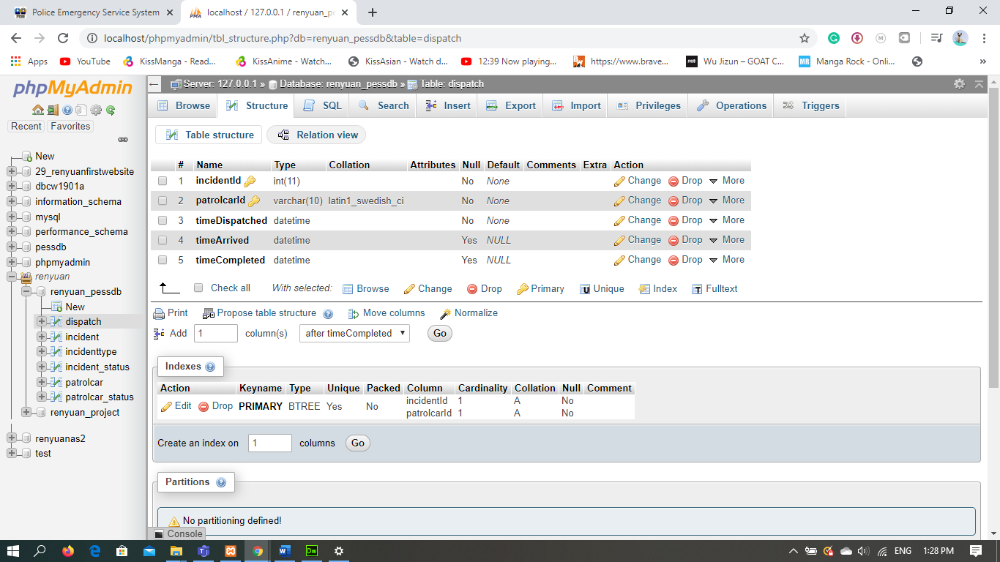 Police Emergency Service System
localhost / 127.0.0.1 / renyuan_pe
localhost/phpmyadmin/tbl_structure.php?db=renyuan_pessdb&table=dispatch
Apps YouTube KissManga - Read... KissAnime - Watch... KissAsian - Watch d... 12:39 Now playing... https://www.brave... Wu Jizun – GOAT C... MR Manga Rock - Onli... »
phpMyAdmin
Recent Favorites
New
29_renyuanfirstwebsite
dbcw1901a
information_schema
mysql
performance_schema
pessdb
phpmyadmin
renyuan
renyuan_pessdb
New
dispatch
incident
incidenttype
incident_status
patrolcar
patrolcar_status
renyuan_project
renyuanas2
test
Server: 127.0.0.1 » Database: renyuan_pessdb » Table: dispatch
Browse Structure SQL Search Insert Export Import Privileges Operations Triggers
Table structure Relation view
# Name Type Collation Attributes Null Default Comments Extra Action
1 incidentId int(11) No None Change Drop More
2 patrolcarId varchar(10) latin1_swedish_ci No None Change Drop More
3 timeDispatched datetime No None Change Drop More
4 timeArrived datetime Yes NULL Change Drop More
5 timeCompleted datetime Yes NULL Change Drop More
Check all With selected: Browse Change Drop Primary Unique Index Fulltext
Print Propose table structure Move columns Normalize
Add 1 column(s) after timeCompleted Go
Indexes
Action Keyname Type Unique Packed Column Cardinality Collation Null Comment
Edit Drop PRIMARY BTREE Yes No incidentId 1 A No
patrolcarId 1 A No
Create an index on 1 columns Go
Partitions
No partitioning defined!
Console
ENG 1:28 PM